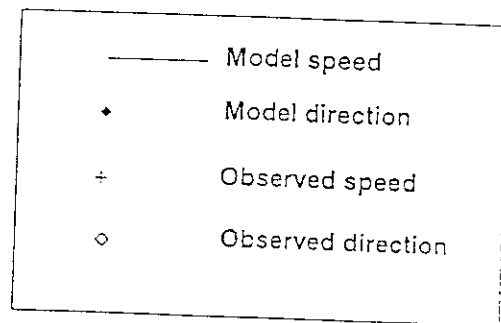 Model speed
Model direction
Observed speed
Observed direction